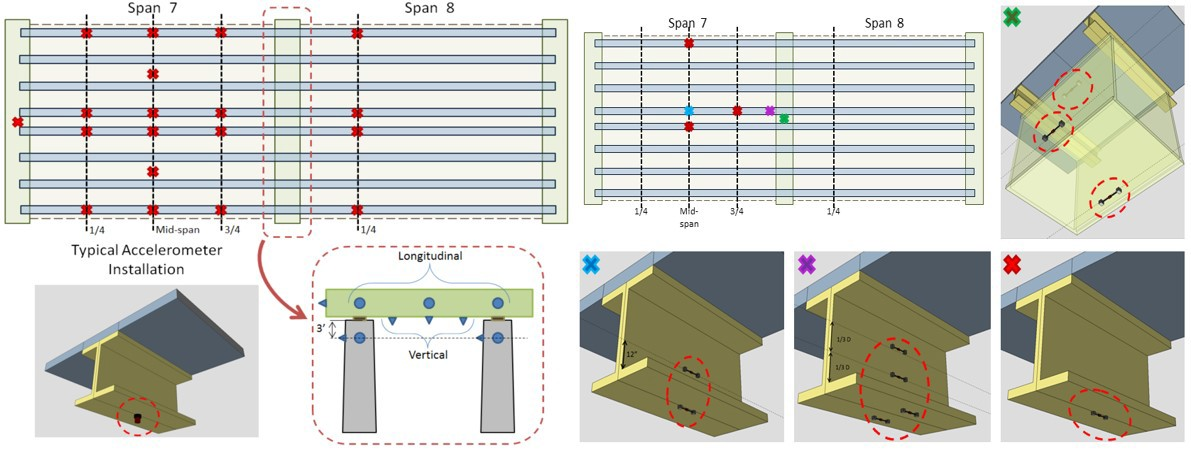 Span 7
Span 8
1/4
Mid-span
3/4
1/4
Typical Accelerometer
Installation
Longitudinal
3'
Vertical
Span 7
Span 8
1/4
Mid-
span
3/4
1/4
12"
1/3 D
1/3 D